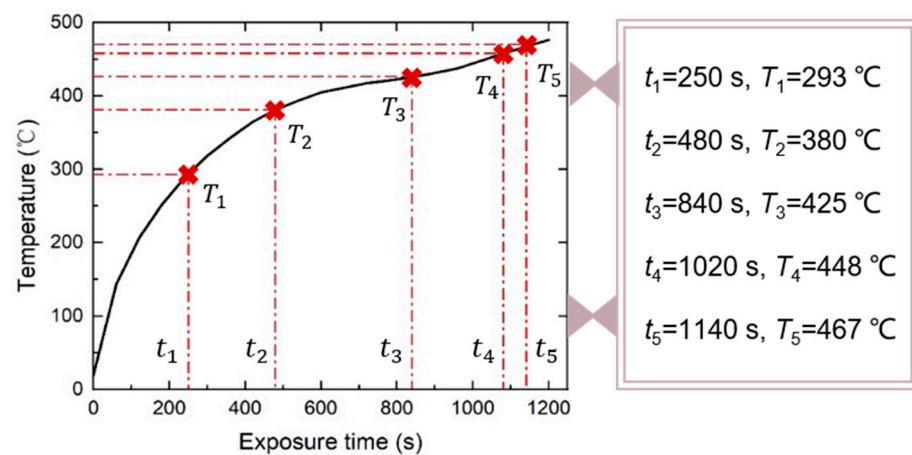 500
400
300
200
100
0
Temperature (℃)
T₁
T₂
T₃
T₄
T₅
t₁
t₂
t₃
t₄
t₅
0 200 400 600 800 1000 1200
Exposure time (s)
t₁=250 s, T₁=293 ℃
t₂=480 s, T₂=380 ℃
t₃=840 s, T₃=425 ℃
t₄=1020 s, T₄=448 ℃
t₅=1140 s, T₅=467 ℃